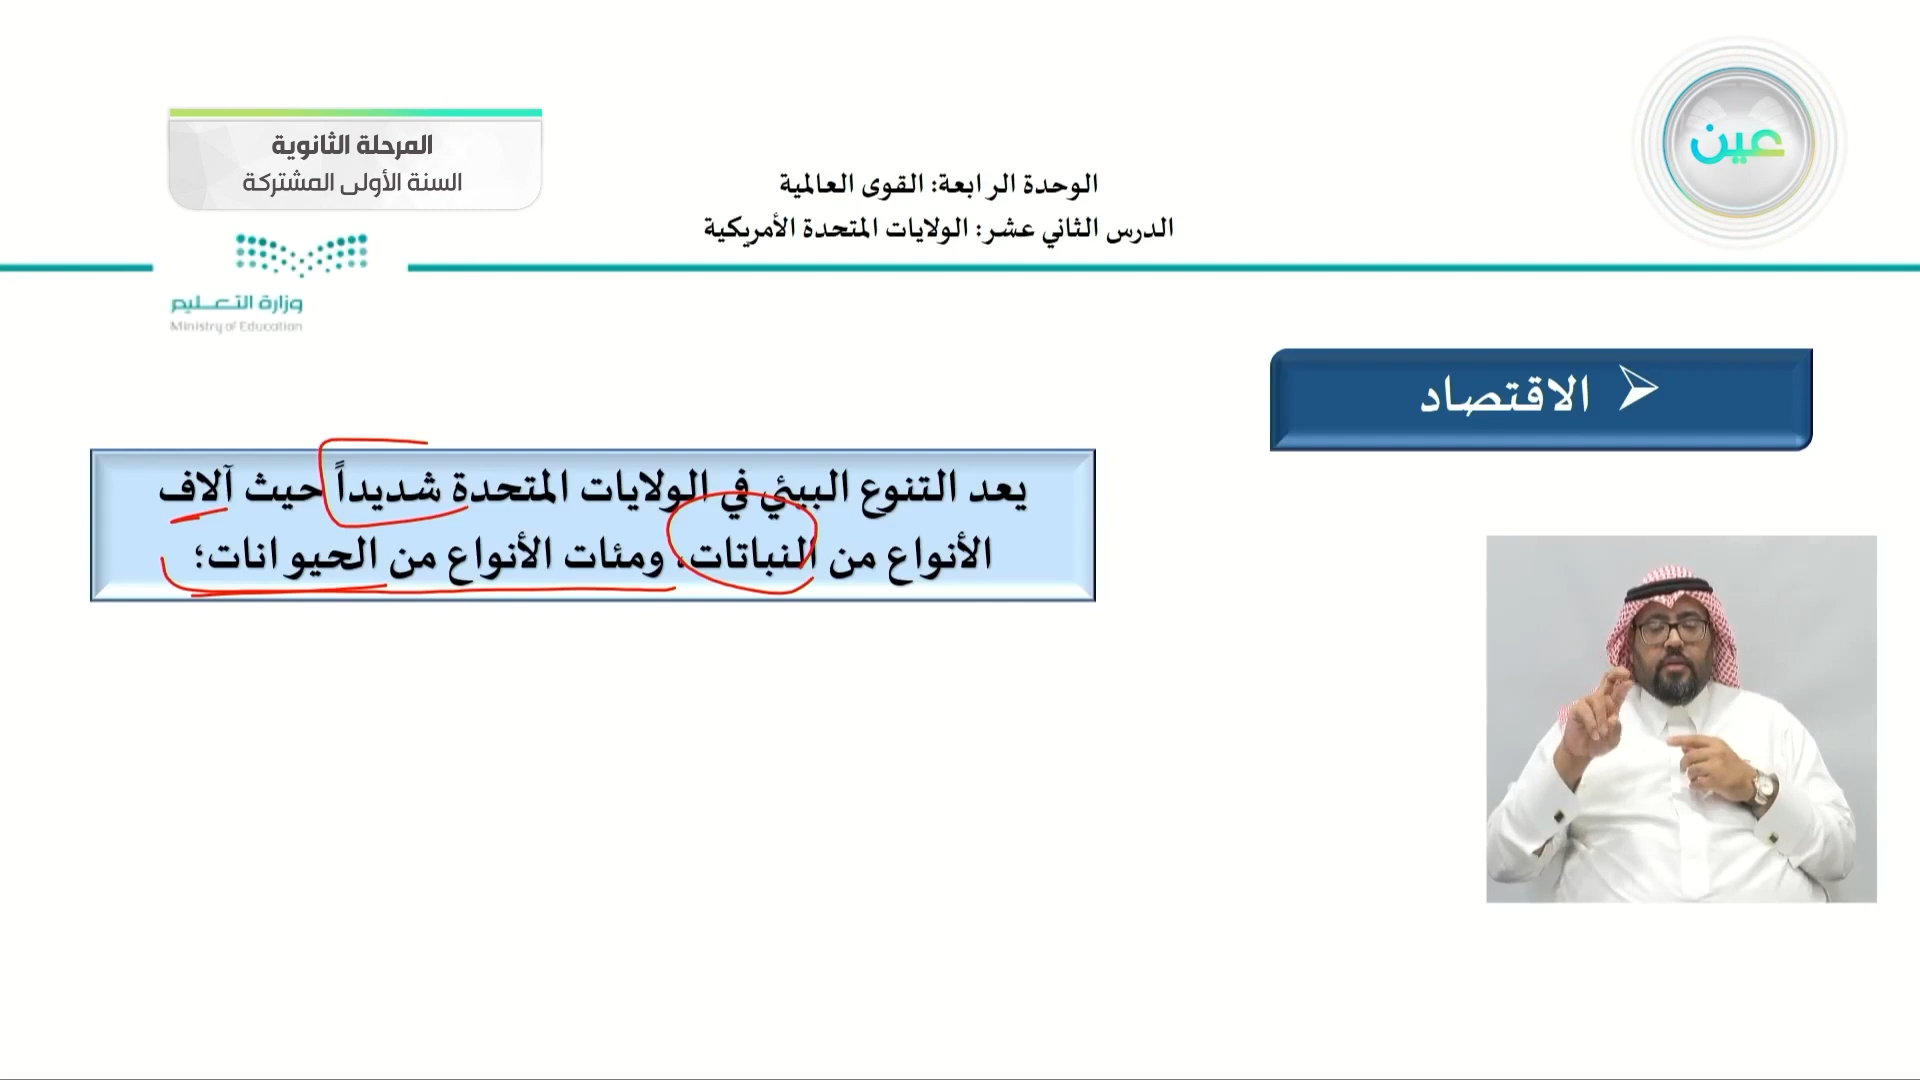 عين
المرحلة الثانوية
السنة الأولى المشتركة
الوحدة الرابعة: القوى العالمية
الدرس الثاني عشر: الولايات المتحدة الأمريكية
وزارة التعليم
Ministry of Education
الاقتصاد
يعد التنوع البيئي في الولايات المتحدة شديداً حيث آلاف
الأنواع من النباتات، ومئات الأنواع من الحيوانات؛